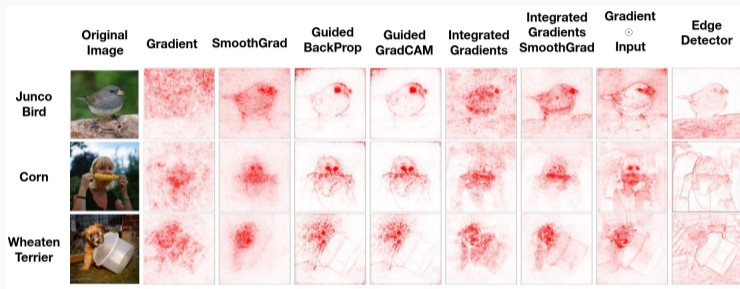 Original
Image
Gradient
SmoothGrad
Guided
BackProp
Guided
GradCAM
Integrated
Gradients
Integrated
Gradients
SmoothGrad
Gradient
⊙
Input
Edge
Detector
Junco
Bird
Corn
Wheaten
Terrier